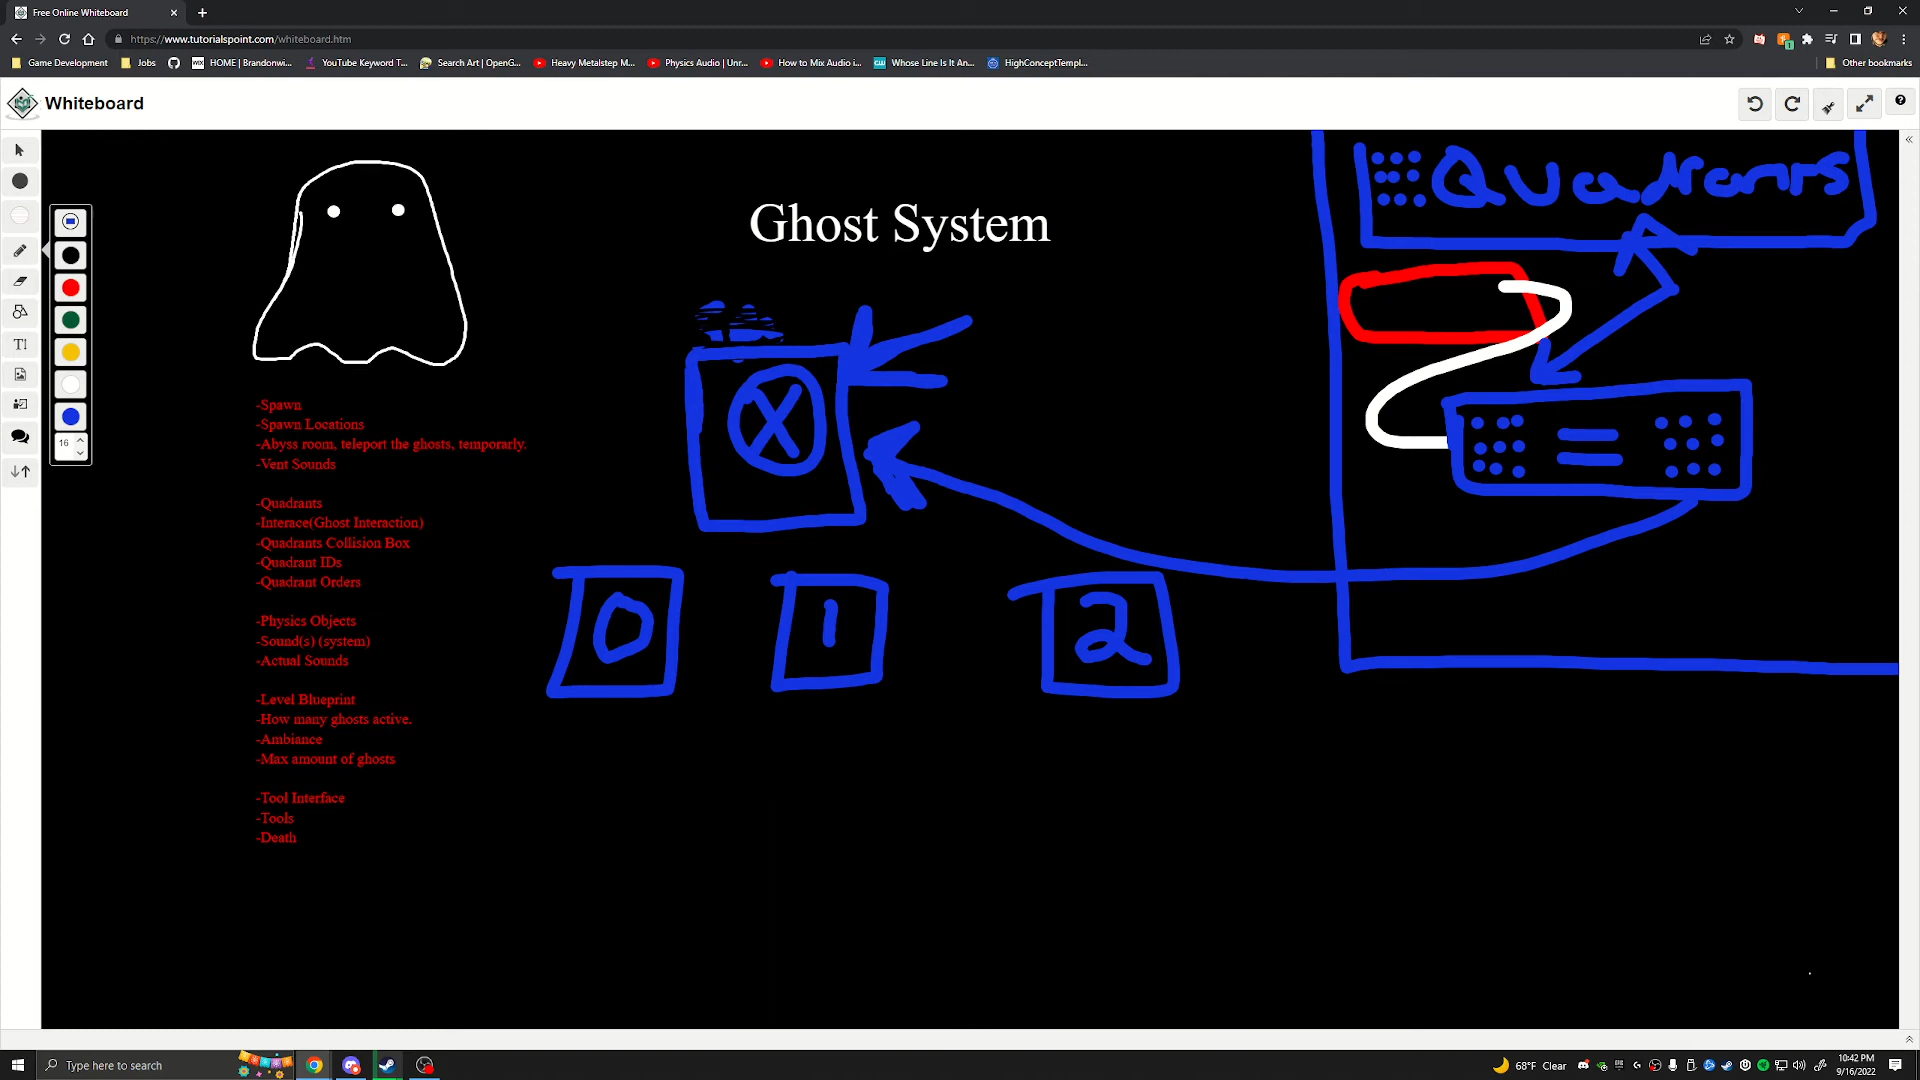 Free Online Whiteboard
https://www.tutorialspoint.com/whiteboard.htm
Game Development
Jobs
WIX
HOME | Brandonwi...
YouTube Keyword T...
Search Art | OpenG...
Heavy Metalstep M...
Physics Audio | Unr...
How to Mix Audio i...
CW
Whose Line Is It An...
HighConceptTempl...
Other bookmarks
Whiteboard
Quadrants
Ghost System
X
-Spawn
-Spawn Locations
-Abyss room, teleport the ghosts, temporarly.
-Vent Sounds
-Quadrants
-Interace(Ghost Interaction)
-Quadrants Collision Box
-Quadrant IDs
-Quadrant Orders
0
1
2
-Physics Objects
-Sound(s) (system)
-Actual Sounds
-Level Blueprint
-How many ghosts active.
-Ambiance
-Max amount of ghosts
-Tool Interface
-Tools
-Death
T!
16
Type here to search
68°F Clear
10:42 PM
9/16/2022